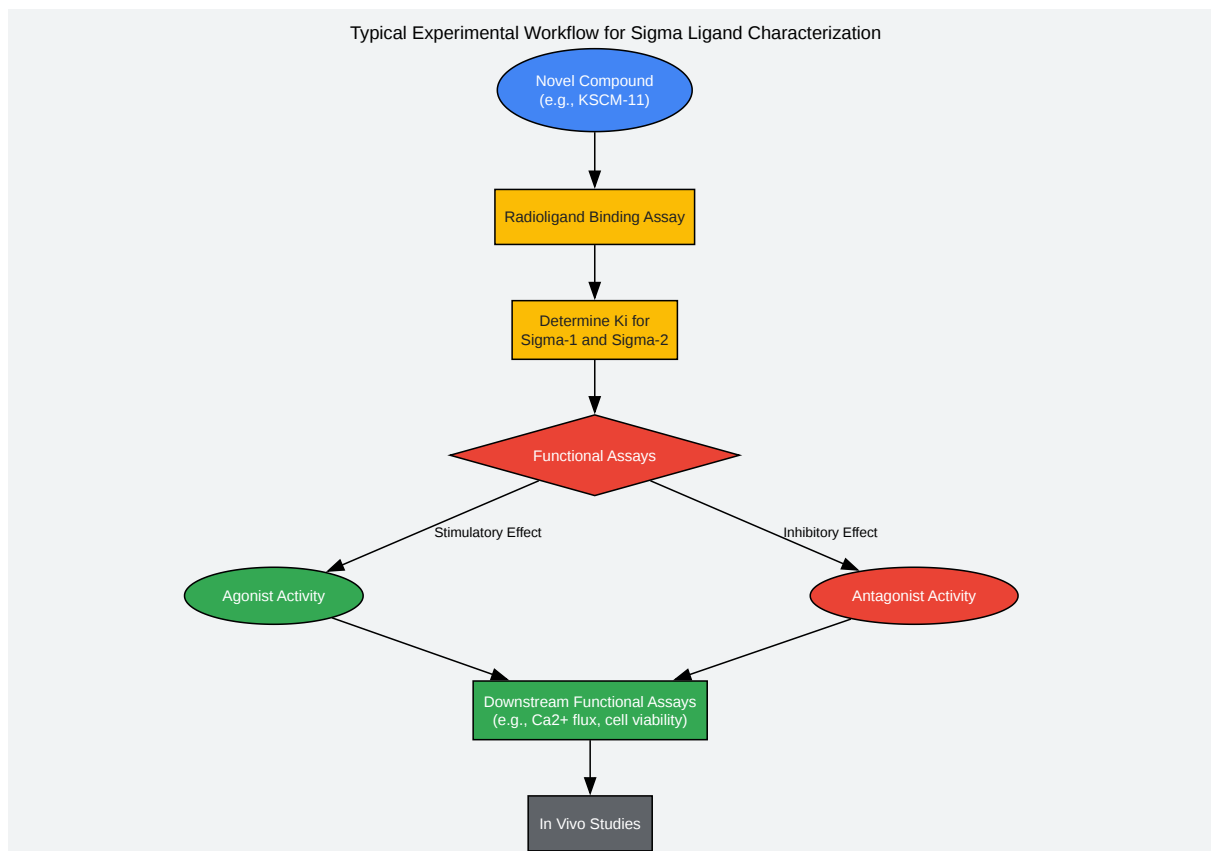 Typical Experimental Workflow for Sigma Ligand Characterization
Novel Compound
(e.g., KSCM-11)
Radioligand Binding Assay
Determine Ki for
Sigma-1 and Sigma-2
Functional Assays
Stimulatory Effect
Inhibitory Effect
Agonist Activity
Antagonist Activity
Downstream Functional Assays
(e.g., Ca2+ flux, cell viability)
In Vivo Studies